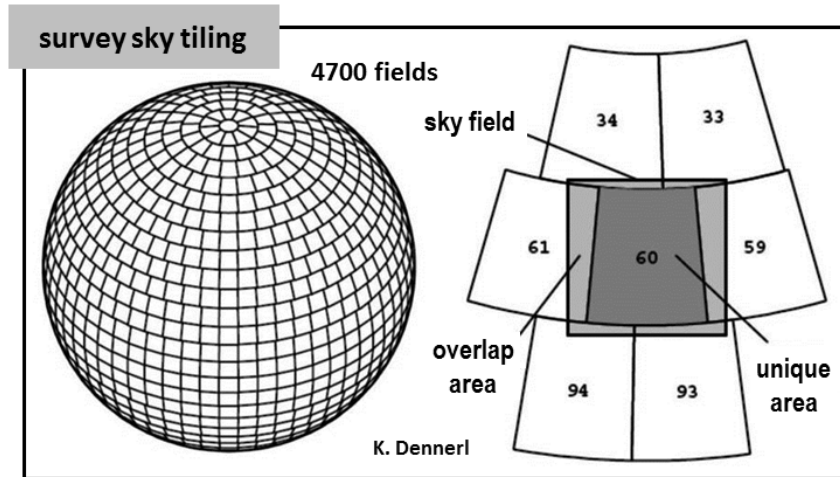 survey sky tiling
4700 fields
sky field
34
33
61
60
59
overlap
area
unique
area
94
93
K. Dennerl